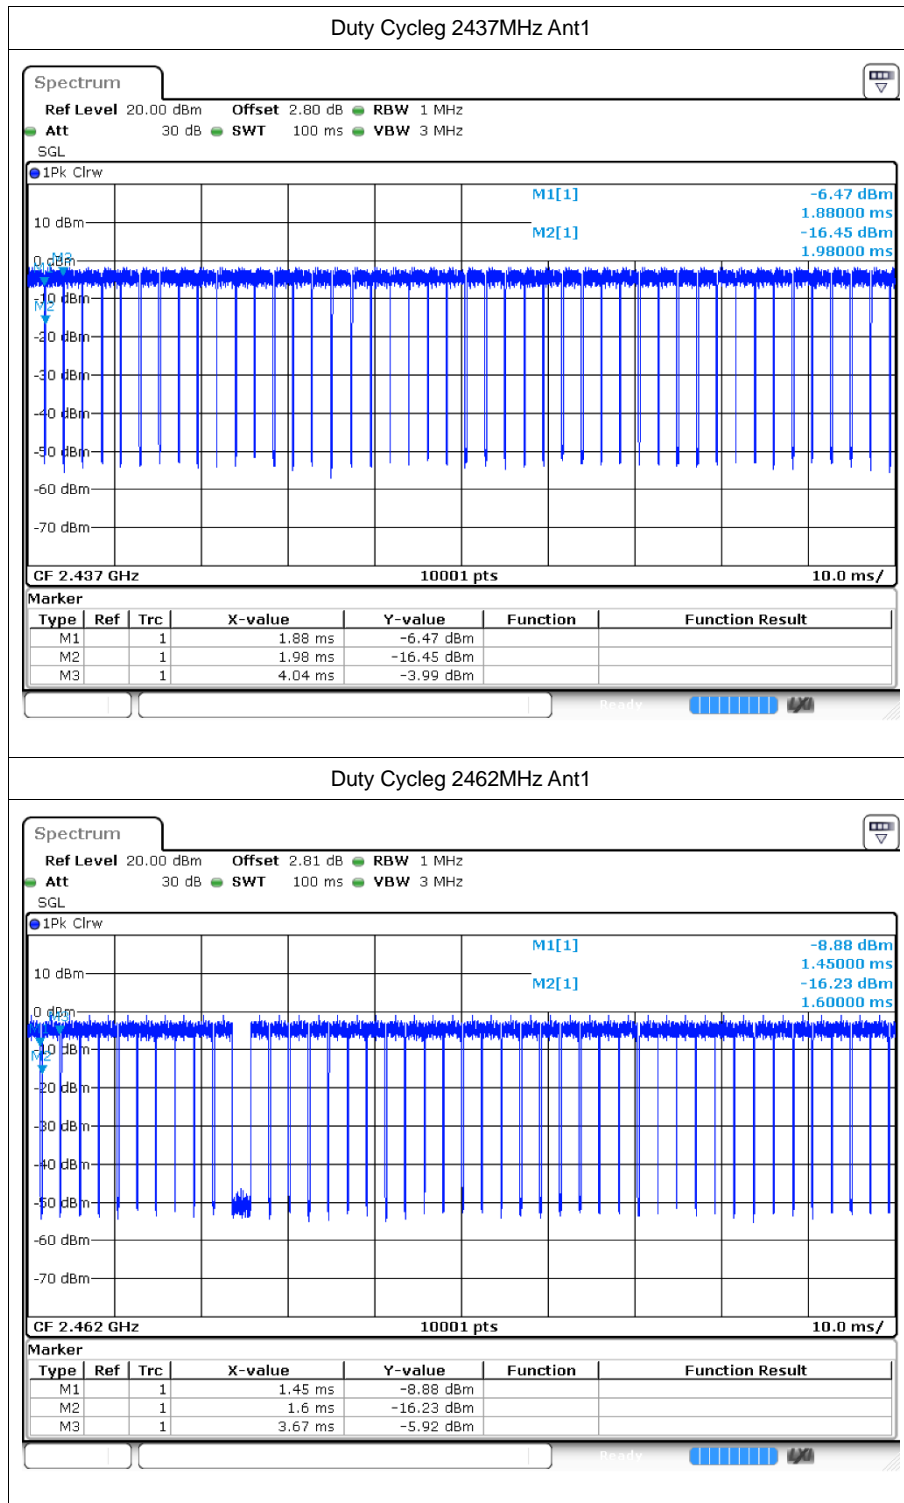 Duty Cycleg 2437MHz Ant1
Spectrum
Ref Level 20.00 dBm Offset 2.80 dB RBW 1 MHz
Att 30 dB SWT 100 ms VBW 3 MHz
SGL
1Pk Clrw
M1[1] -6.47 dBm
1.88000 ms
10 dBm
M2[1] -16.45 dBm
1.98000 ms
0 dBm
M1 M3
-10 dBm
M2
-20 dBm
-30 dBm
-40 dBm
-50 dBm
-60 dBm
-70 dBm
CF 2.437 GHz 10001 pts 10.0 ms/
Marker
Type Ref Trc X-value Y-value Function Function Result
M1 1 1.88 ms -6.47 dBm
M2 1 1.98 ms -16.45 dBm
M3 1 4.04 ms -3.99 dBm
Ready LXI
Duty Cycleg 2462MHz Ant1
Spectrum
Ref Level 20.00 dBm Offset 2.81 dB RBW 1 MHz
Att 30 dB SWT 100 ms VBW 3 MHz
SGL
1Pk Clrw
M1[1] -8.88 dBm
1.45000 ms
10 dBm
M2[1] -16.23 dBm
1.60000 ms
0 dBm
M1 M3
-10 dBm
M2
-20 dBm
-30 dBm
-40 dBm
-50 dBm
-60 dBm
-70 dBm
CF 2.462 GHz 10001 pts 10.0 ms/
Marker
Type Ref Trc X-value Y-value Function Function Result
M1 1 1.45 ms -8.88 dBm
M2 1 1.6 ms -16.23 dBm
M3 1 3.67 ms -5.92 dBm
Ready LXI